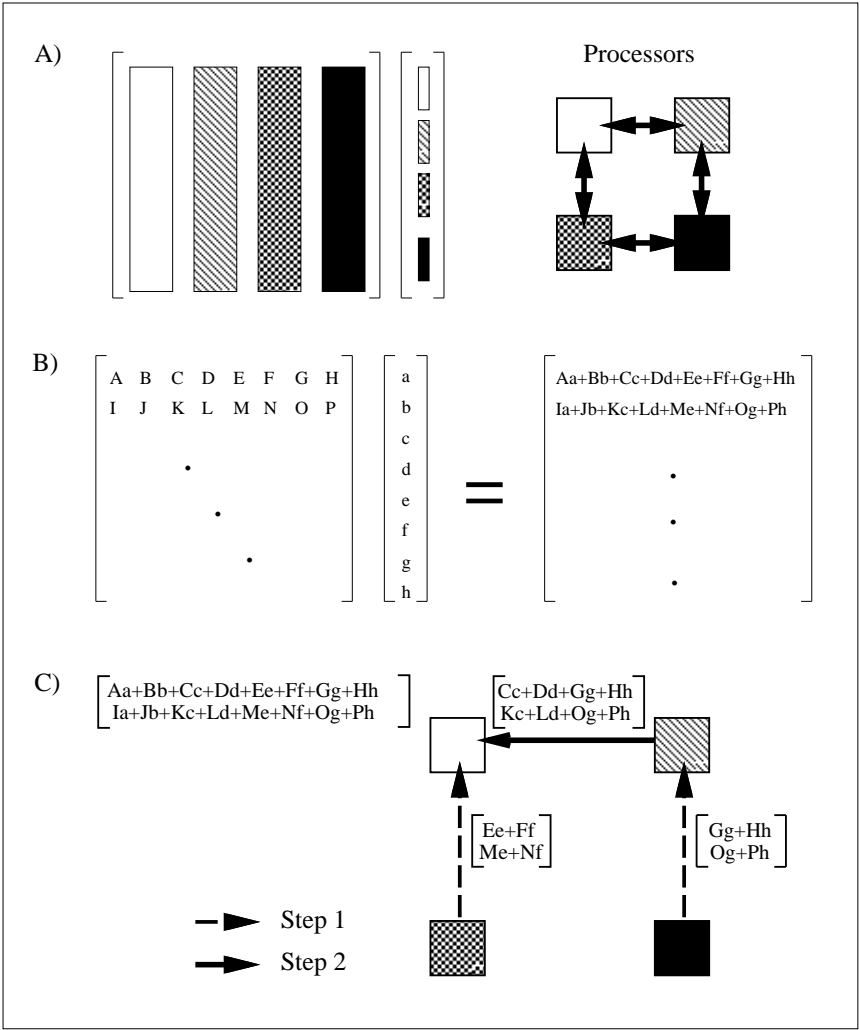 A)
Processors
B)
A B C D E F G H
I J K L M N O P
a
b
c
d
e
f
g
h
=
Aa+Bb+Cc+Dd+Ee+Ff+Gg+Hh
Ia+Jb+Kc+Ld+Me+Nf+Og+Ph
C)
Aa+Bb+Cc+Dd+Ee+Ff+Gg+Hh
Ia+Jb+Kc+Ld+Me+Nf+Og+Ph
Cc+Dd+Gg+Hh
Kc+Ld+Og+Ph
Ee+Ff
Me+Nf
Gg+Hh
Og+Ph
Step 1
Step 2